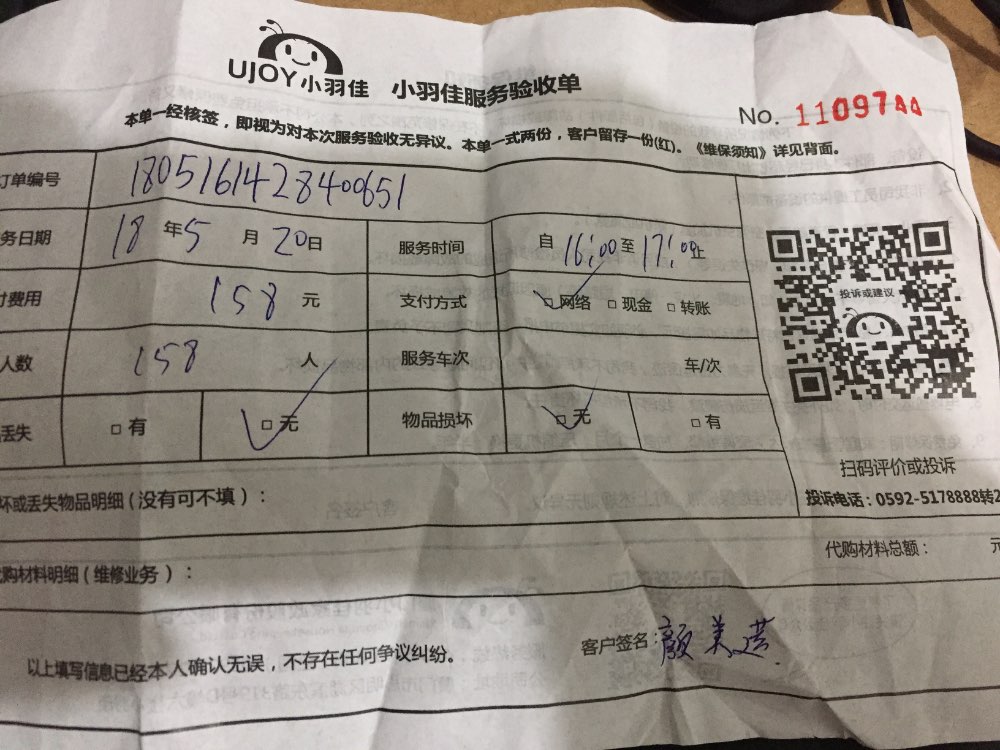 UJOY小羽佳 小羽佳服务验收单
No. 1109744
本单一经核签，即视为对本次服务验收无异议。本单一式两份，客户留存一份(红)。《维保须知》详见背面。
订单编号 1805161428400651
务日期 18 年 5 月 20 日 服务时间 自 16:00 至 17:00 止
付费用 158 元 支付方式 □网络 □现金 □转账
人数 158 人 服务车次 车/次
丢失 □有 □无 物品损坏 □无 □有
投诉或建议
扫码评价或投诉
投诉电话：0592-5178888转2
坏或丢失物品明细（没有可不填）：
代购材料总额： 元
代购材料明细（维修业务）：
以上填写信息已经本人确认无误，不存在任何争议纠纷。
客户签名：颜美莲